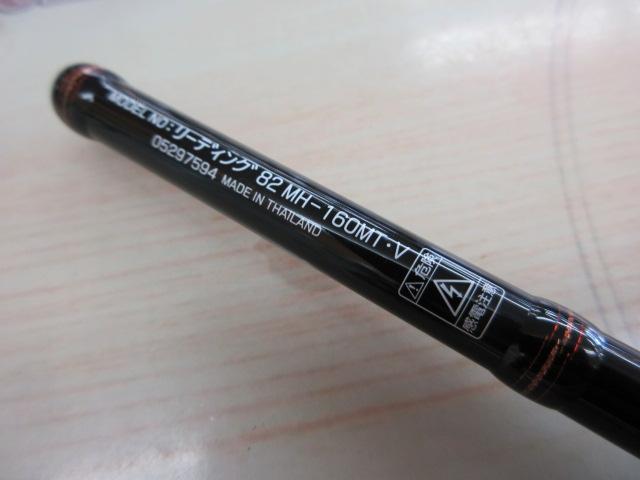 MODEL NO: リーディング 82 MH-160MT・V
05297594 MADE IN THAILAND
⚠危険
感電注意